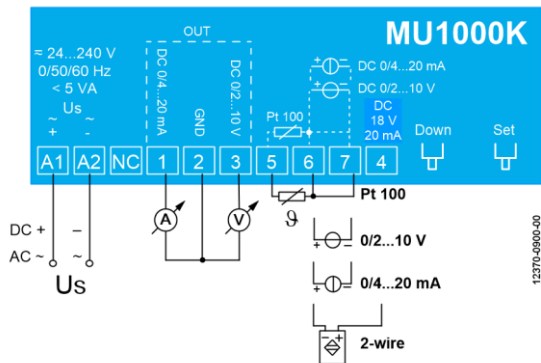 MU1000K
OUT
≂ 24...240 V
0/50/60 Hz
< 5 VA
Us
~ ~
+ -
DC 0/4...20 mA
GND
DC 0/2...10 V
DC 0/4...20 mA
DC 0/2...10 V
+ −
+ −
Pt 100
DC
18 V
20 mA
Down
Set
A1 A2 NC 1 2 3 5 6 7 4
A
V
ϑ
Pt 100
DC + −
AC ~ ~
Us
+ − 0/2...10 V
+ − 0/4...20 mA
− + 2-wire
12370-0900-00